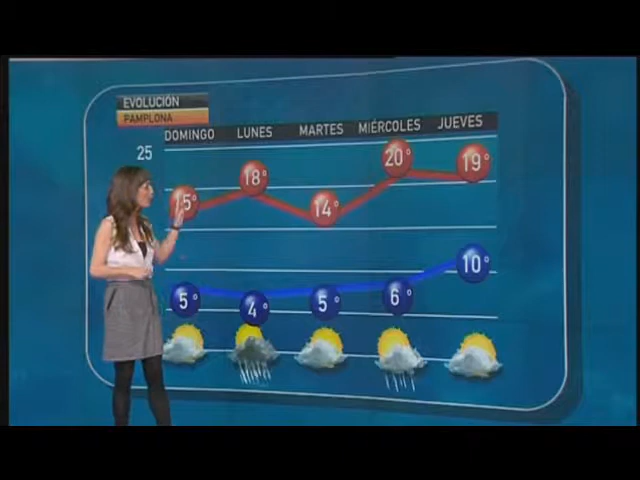 EVOLUCIÓN
PAMPLONA
DOMINGO LUNES MARTES MIÉRCOLES JUEVES
25
15° 18° 14° 20° 19°
5° 4° 5° 6° 10°